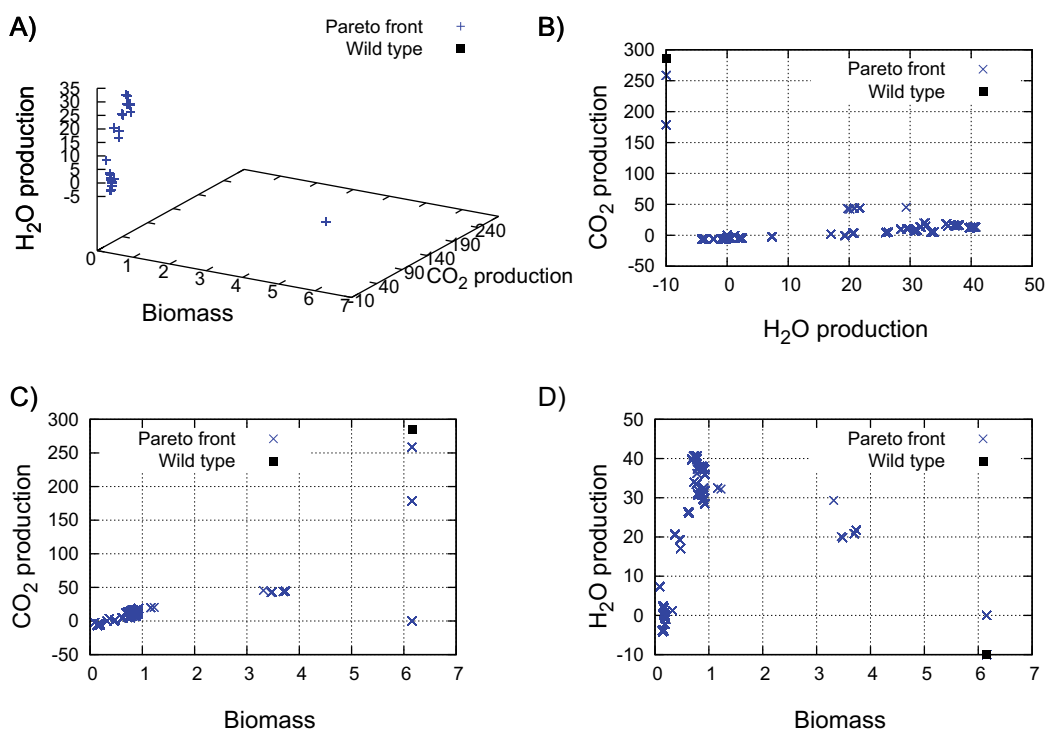 A)
Pareto front
Wild type
35
30
25
20
15
10
5
0
-5
H2O production
0
1
2
3
4
5
6
7
Biomass
-10
40
90
140
190
240
CO2 production
B)
Pareto front
Wild type
300
250
200
150
100
50
0
-50
CO2 production
-10 0 10 20 30 40 50
H2O production
C)
Pareto front
Wild type
300
250
200
150
100
50
0
-50
CO2 production
0 1 2 3 4 5 6 7
Biomass
D)
Pareto front
Wild type
50
40
30
20
10
0
-10
H2O production
0 1 2 3 4 5 6 7
Biomass